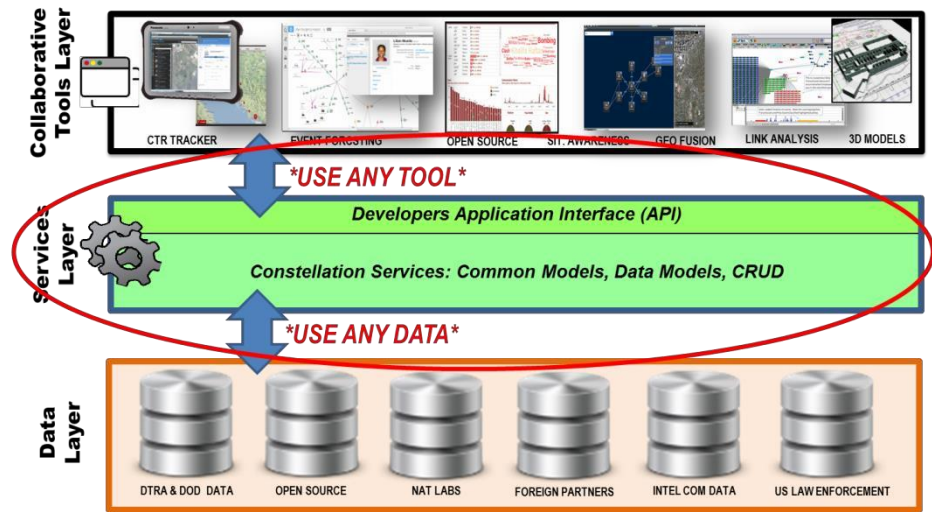 Collaborative
Tools Layer
Bombing
CTR TRACKER
EVENT FORESTING
OPEN SOURCE
SIT. AWARENESS
GEO FUSION
LINK ANALYSIS
3D MODELS
*USE ANY TOOL*
Services
Layer
Developers Application Interface (API)
Constellation Services: Common Models, Data Models, CRUD
*USE ANY DATA*
Data
Layer
DTRA & DOD DATA
OPEN SOURCE
NAT LABS
FOREIGN PARTNERS
INTEL COM DATA
US LAW ENFORCEMENT